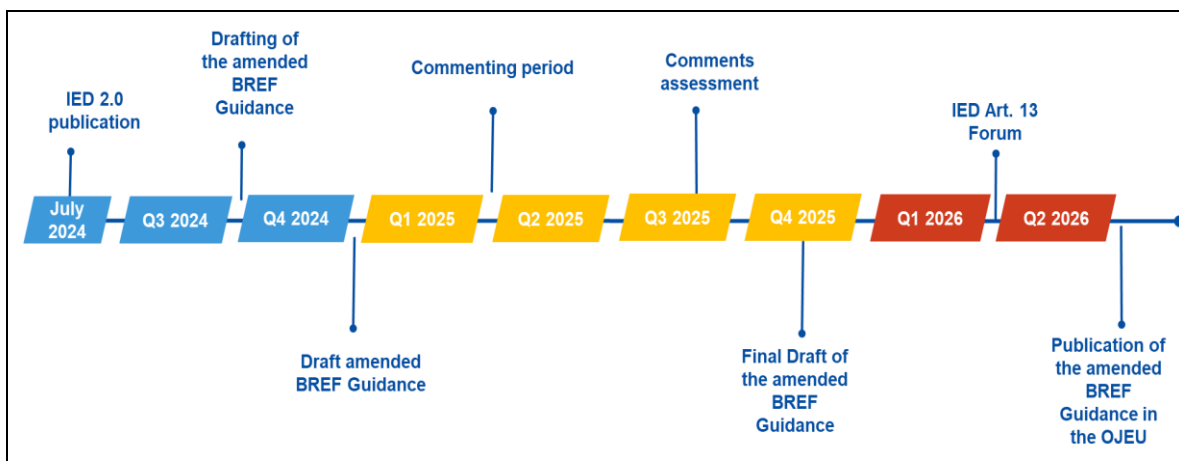 Drafting of
the amended
BREF
Guidance
IED 2.0
publication
Commenting period
Comments
assessment
IED Art. 13
Forum
July
2024
Q3 2024
Q4 2024
Q1 2025
Q2 2025
Q3 2025
Q4 2025
Q1 2026
Q2 2026
Draft amended
BREF Guidance
Final Draft of
the amended
BREF
Guidance
Publication of
the amended
BREF
Guidance in
the OJEU